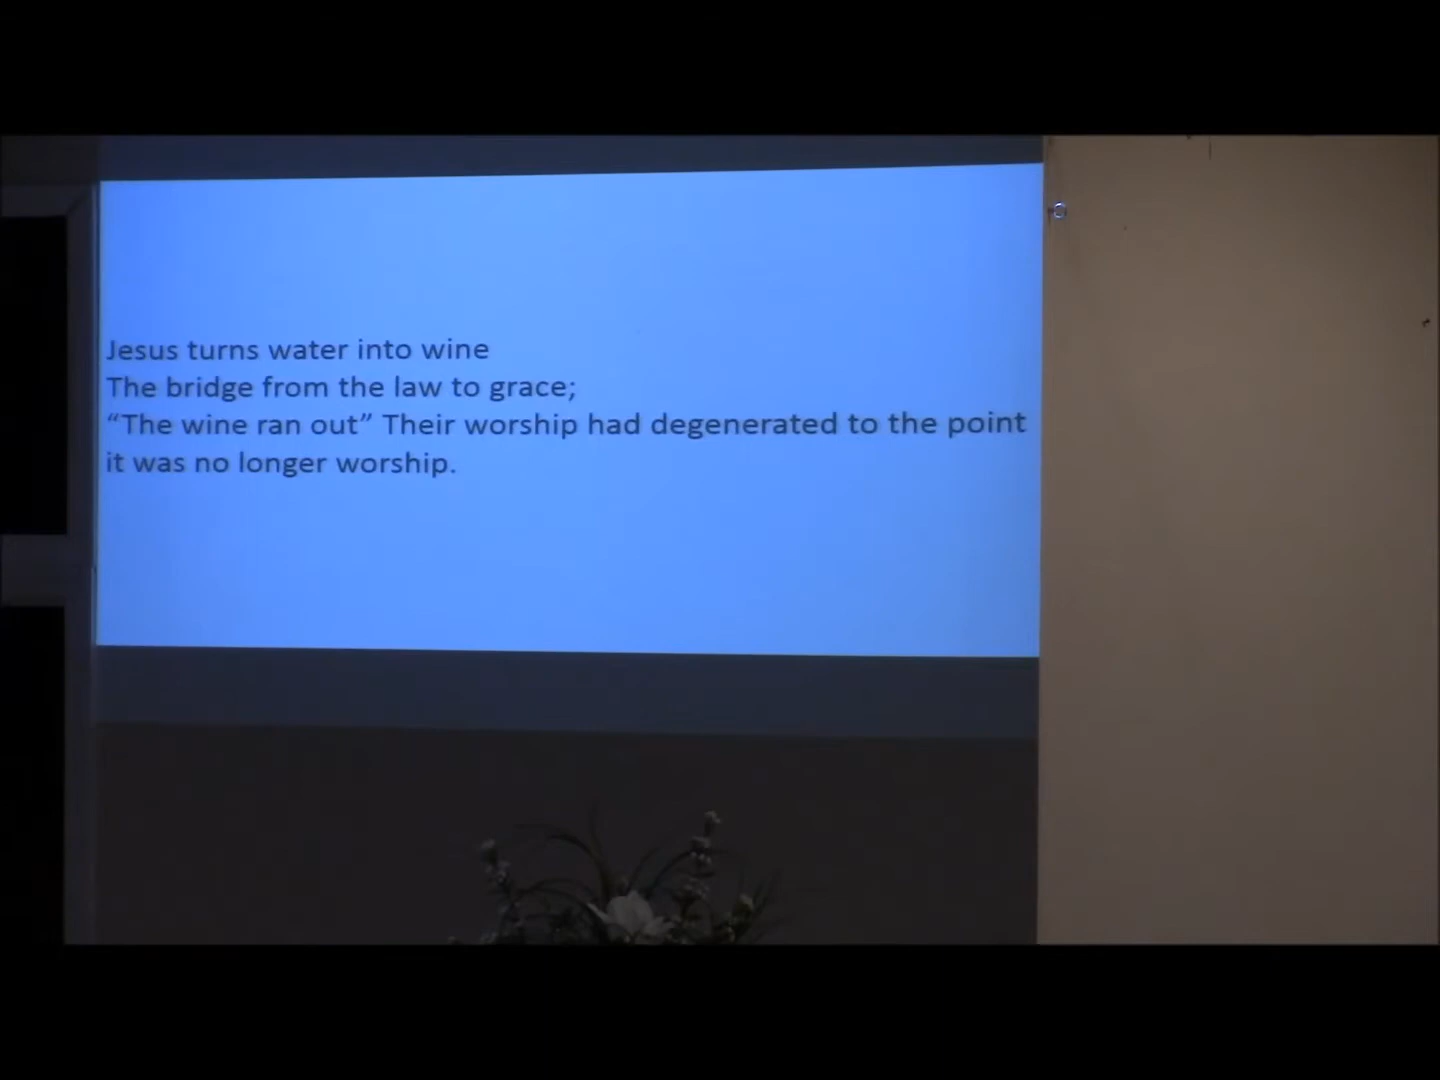 Jesus turns water into wine
The bridge from the law to grace;
“The wine ran out” Their worship had degenerated to the point
it was no longer worship.